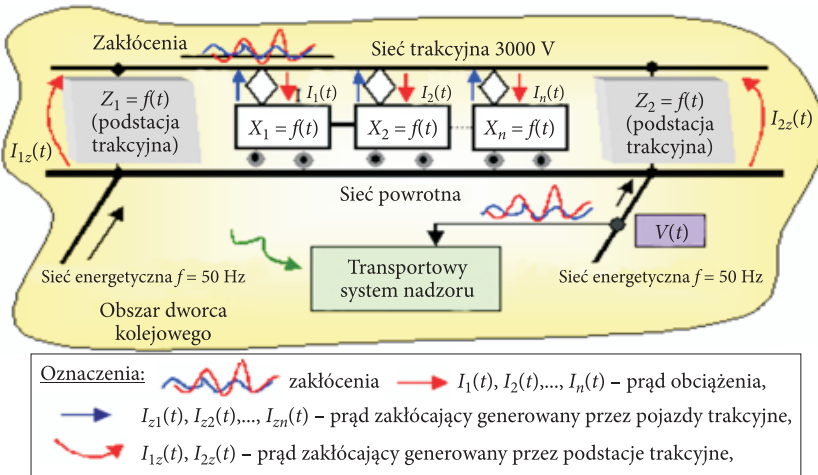 Zakłócenia
Sieć trakcyjna 3000 V
Z1 = f(t)
(podstacja
trakcyjna)
I1z(t)
I1(t)
I2(t)
In(t)
X1 = f(t)
X2 = f(t)
Xn = f(t)
Z2 = f(t)
(podstacja
trakcyjna)
I2z(t)
Sieć powrotna
V(t)
Sieć energetyczna f = 50 Hz
Transportowy
system nadzoru
Sieć energetyczna f = 50 Hz
Obszar dworca
kolejowego
Oznaczenia: zakłócenia I1(t), I2(t),..., In(t) – prąd obciążenia,
Iz1(t), Iz2(t),..., Izn(t) – prąd zakłócający generowany przez pojazdy trakcyjne,
I1z(t), I2z(t) – prąd zakłócający generowany przez podstacje trakcyjne,